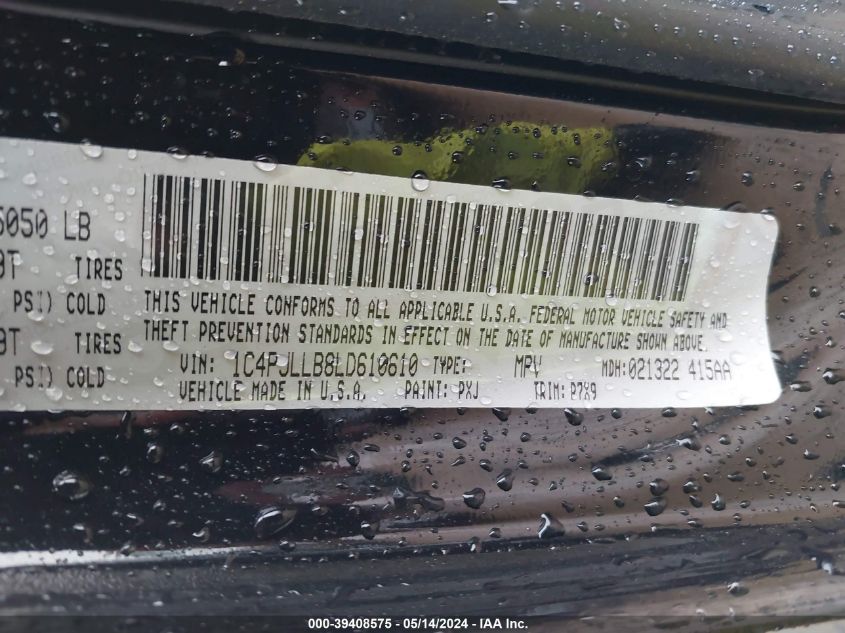 5050 LB
TIRES
PSI) COLD
TIRES
PSI) COLD
THIS VEHICLE CONFORMS TO ALL APPLICABLE U.S.A. FEDERAL MOTOR VEHICLE SAFETY AND
THEFT PREVENTION STANDARDS IN EFFECT ON THE DATE OF MANUFACTURE SHOWN ABOVE.
VIN: 1C4PJLLB8LD610610 TYPE: MPV MDH: 021322 415AA
VEHICLE MADE IN U.S.A. PAINT: PXJ TRIM: B7X9
000-39408575 - 05/14/2024 - IAA Inc.